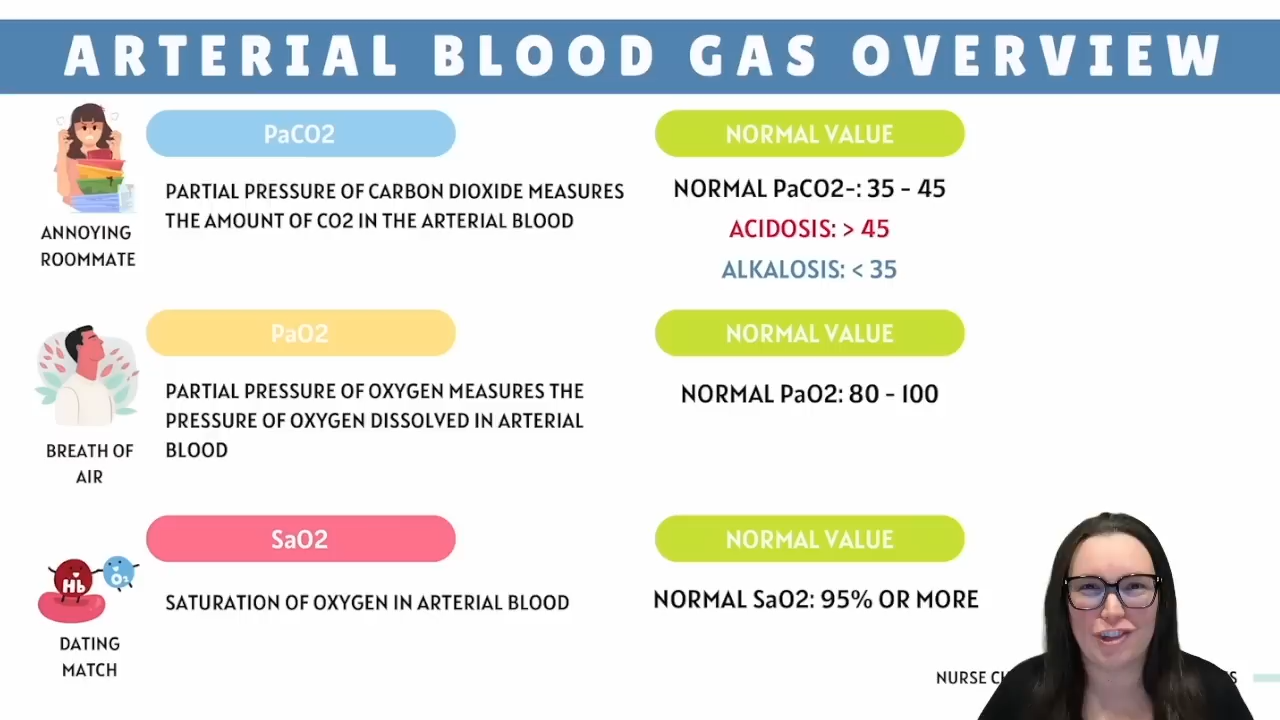 ARTERIAL BLOOD GAS OVERVIEW
PaCO2
NORMAL VALUE
PARTIAL PRESSURE OF CARBON DIOXIDE MEASURES
THE AMOUNT OF CO2 IN THE ARTERIAL BLOOD
NORMAL PaCO2-: 35 - 45
ACIDOSIS: > 45
ALKALOSIS: < 35
ANNOYING
ROOMMATE
PaO2
NORMAL VALUE
PARTIAL PRESSURE OF OXYGEN MEASURES THE
PRESSURE OF OXYGEN DISSOLVED IN ARTERIAL
BLOOD
NORMAL PaO2: 80 - 100
BREATH OF
AIR
SaO2
NORMAL VALUE
Hb
O2
SATURATION OF OXYGEN IN ARTERIAL BLOOD
NORMAL SaO2: 95% OR MORE
DATING
MATCH
NURSE